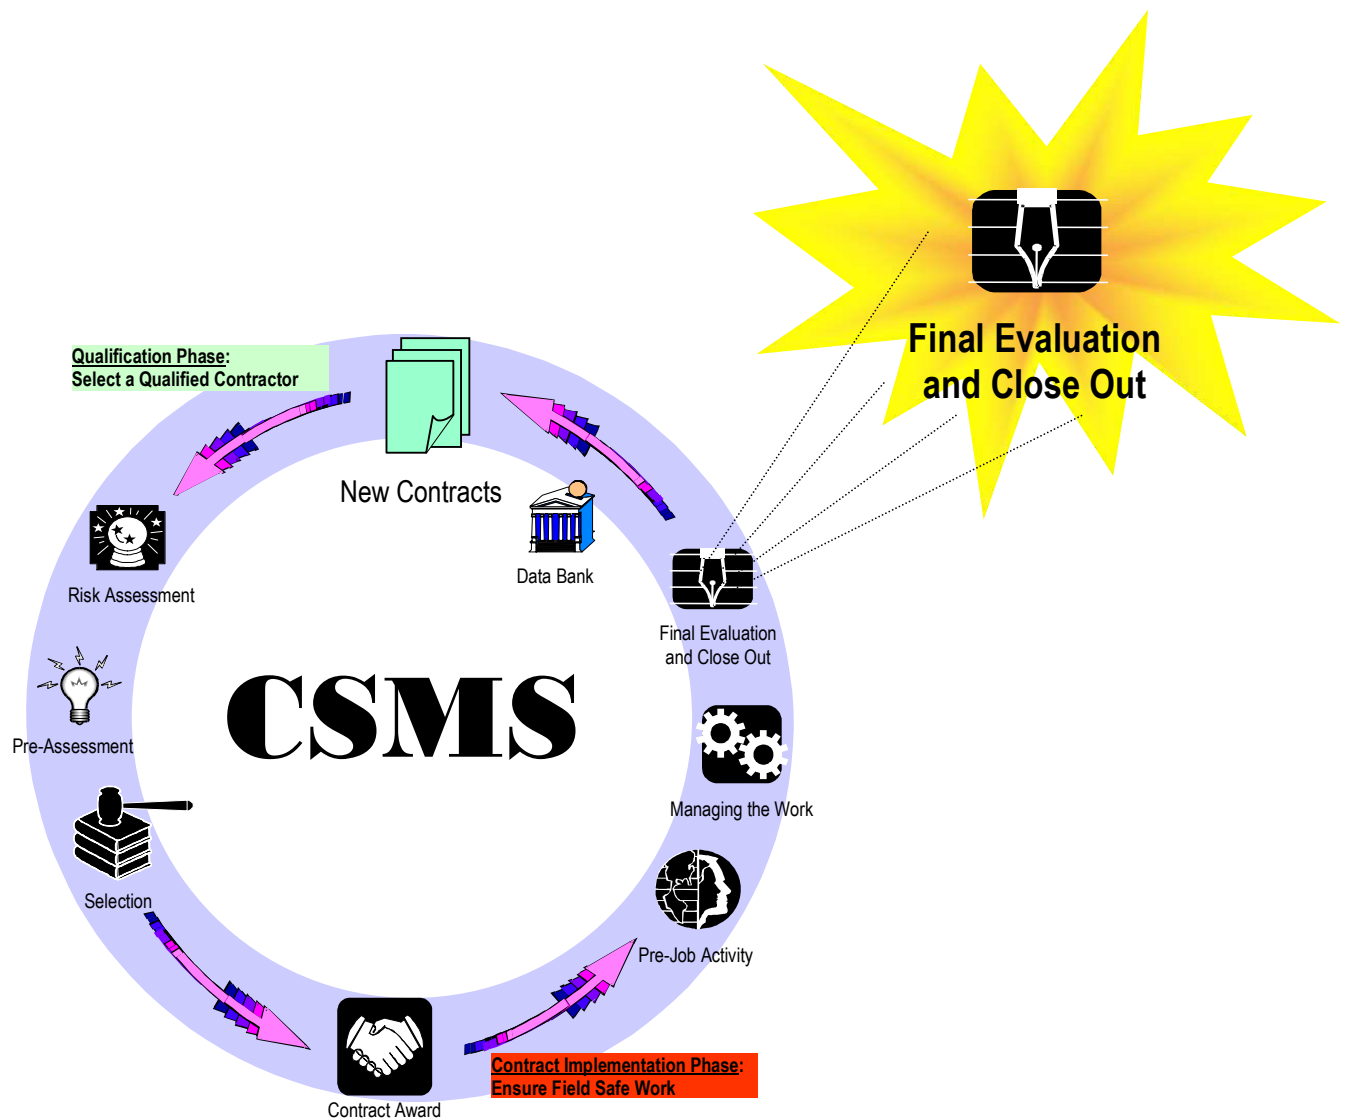 Final Evaluation
and Close Out
Qualification Phase:
Select a Qualified Contractor
New Contracts
Data Bank
Risk Assessment
Final Evaluation
and Close Out
CSMS
Pre-Assessment
Managing the Work
Selection
Pre-Job Activity
Contract Implementation Phase:
Ensure Field Safe Work
Contract Award